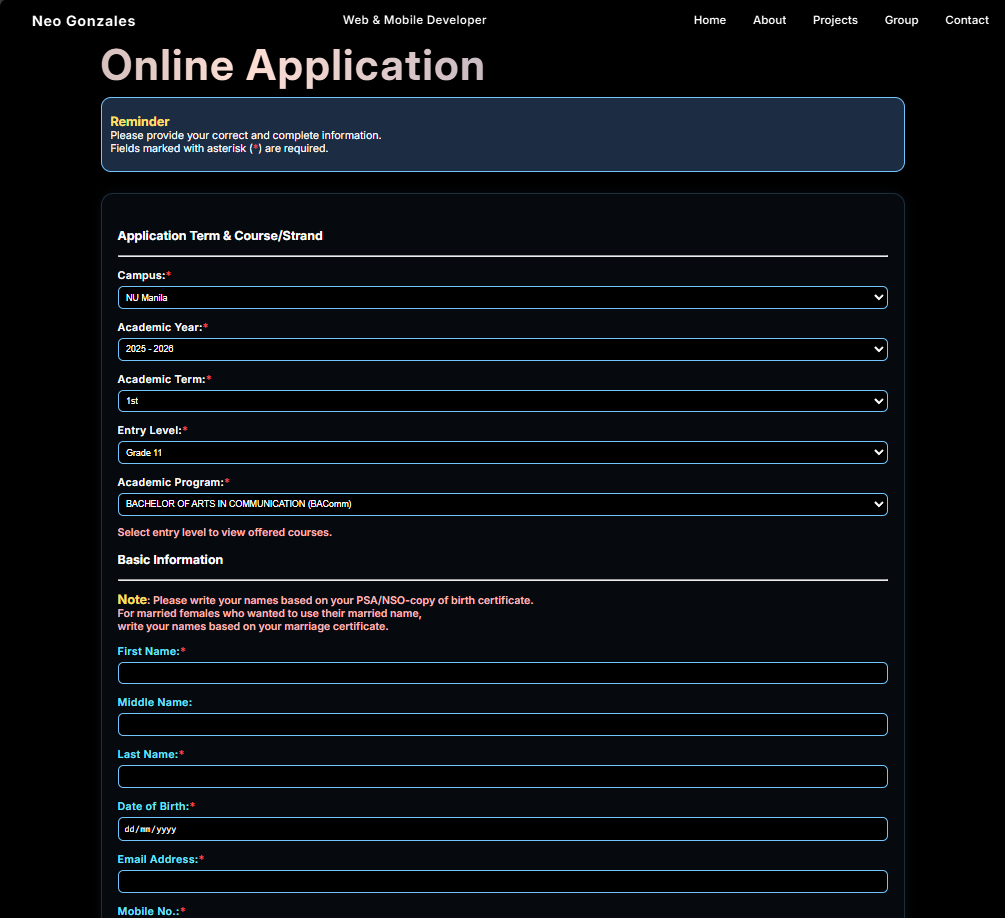 Neo Gonzales
Web & Mobile Developer
Home About Projects Group Contact
Online Application
Reminder
Please provide your correct and complete information.
Fields marked with asterisk (*) are required.
Application Term & Course/Strand
Campus:*
NU Manila
Academic Year:*
2025 - 2026
Academic Term:*
1st
Entry Level:*
Grade 11
Academic Program:*
BACHELOR OF ARTS IN COMMUNICATION (BAComm)
Select entry level to view offered courses.
Basic Information
Note: Please write your names based on your PSA/NSO-copy of birth certificate.
For married females who wanted to use their married name,
write your names based on your marriage certificate.
First Name:*
Middle Name:
Last Name:*
Date of Birth:*
dd/mm/yyyy
Email Address:*
Mobile No.:*